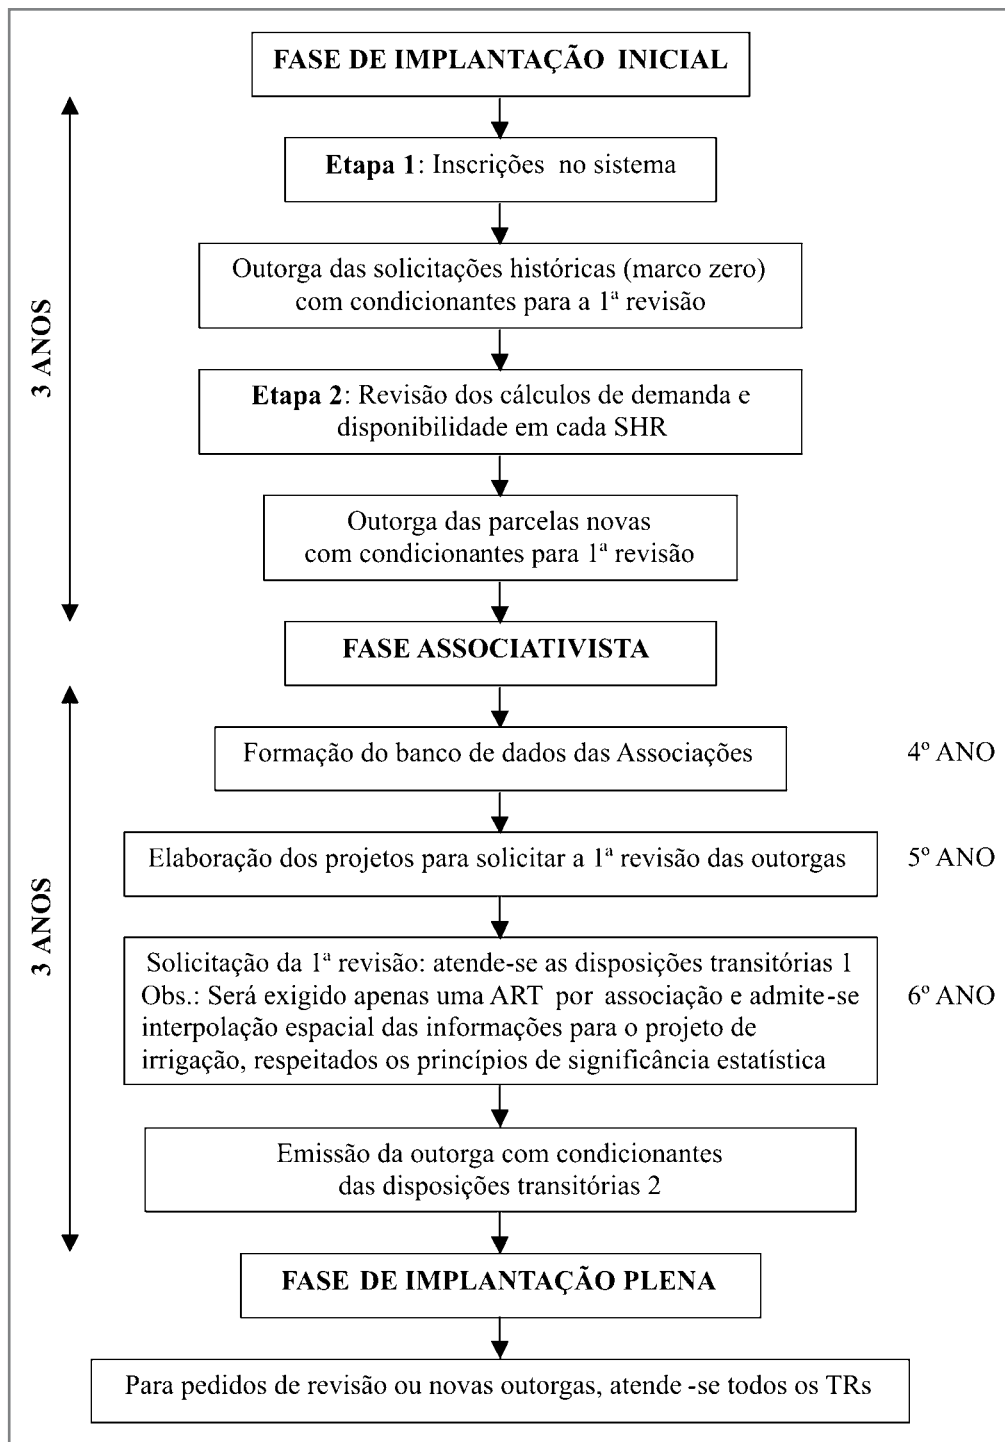 FASE DE IMPLANTAÇÃO INICIAL
Etapa 1: Inscrições no sistema
Outorga das solicitações históricas (marco zero)
com condicionantes para a 1ª revisão
3 ANOS
Etapa 2: Revisão dos cálculos de demanda e
disponibilidade em cada SHR
Outorga das parcelas novas
com condicionantes para 1ª revisão
FASE ASSOCIATIVISTA
Formação do banco de dados das Associações
4º ANO
Elaboração dos projetos para solicitar a 1ª revisão das outorgas
5º ANO
3 ANOS
Solicitação da 1ª revisão: atende-se as disposições transitórias 1
Obs.: Será exigido apenas uma ART por associação e admite-se
interpolação espacial das informações para o projeto de
irrigação, respeitados os princípios de significância estatística
6º ANO
Emissão da outorga com condicionantes
das disposições transitórias 2
FASE DE IMPLANTAÇÃO PLENA
Para pedidos de revisão ou novas outorgas, atende -se todos os TRs